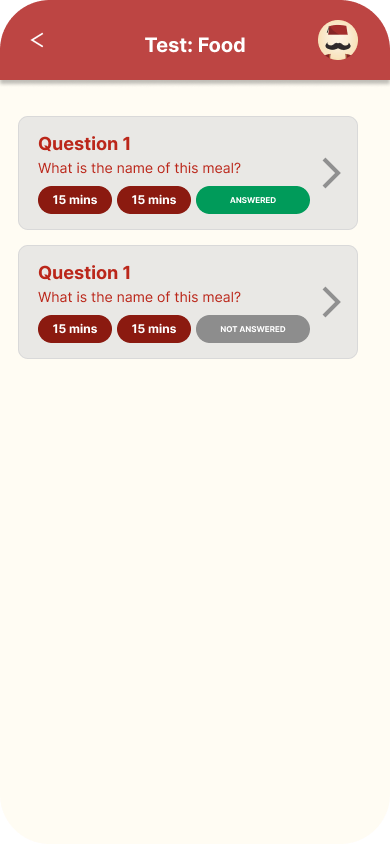 Test: Food
Question 1
What is the name of this meal?
15 mins 15 mins ANSWERED
Question 1
What is the name of this meal?
15 mins 15 mins NOT ANSWERED